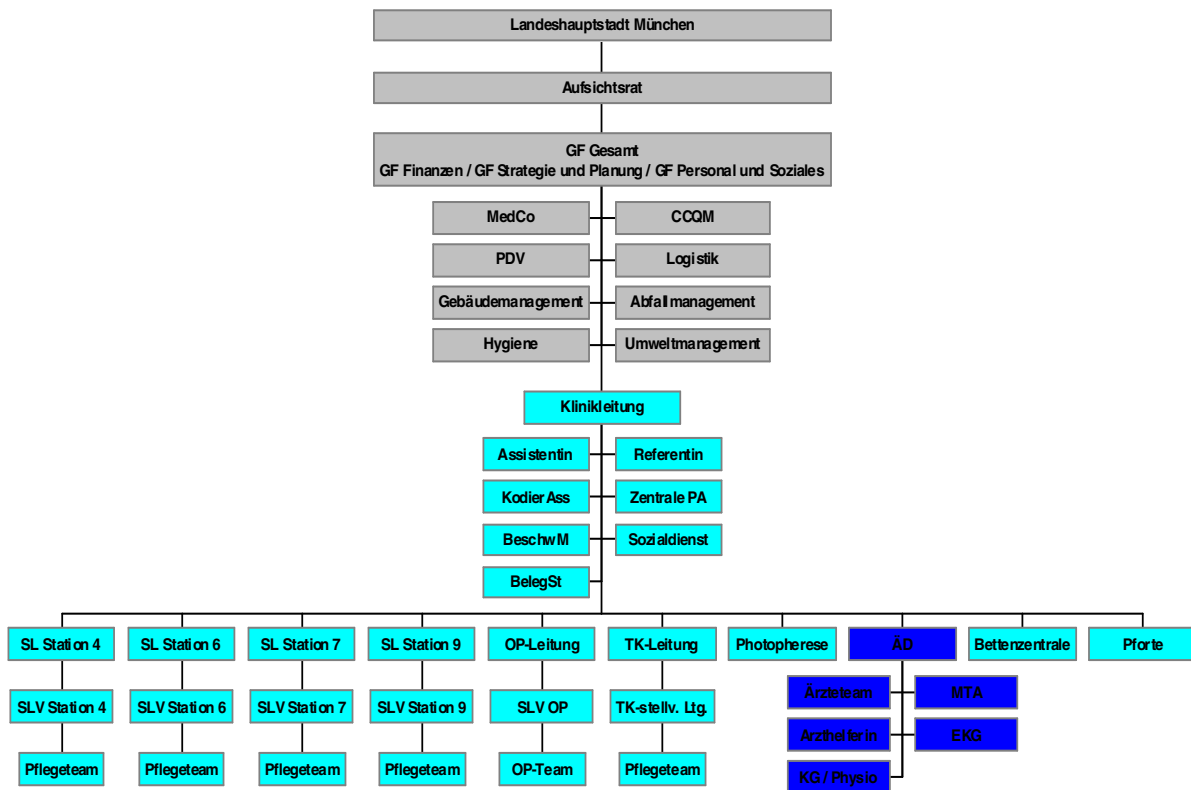 Landeshauptstadt München
Aufsichtsrat
GF Gesamt
GF Finanzen / GF Strategie und Planung / GF Personal und Soziales
MedCo
CCQM
PDV
Logistik
Gebäudemanagement
Abfallmanagement
Hygiene
Umweltmanagement
Klinikleitung
Assistentin
Referentin
KodierAss
Zentrale PA
BeschwM
Sozialdienst
BelegSt
SL Station 4
SL Station 6
SL Station 7
SL Station 9
OP-Leitung
TK-Leitung
Photopherese
ÄD
Bettenzentrale
Pforte
SLV Station 4
SLV Station 6
SLV Station 7
SLV Station 9
SLV OP
TK-stellv. Ltg.
Ärzteteam
MTA
Arzthelferin
EKG
Pflegeteam
Pflegeteam
Pflegeteam
Pflegeteam
OP-Team
Pflegeteam
KG / Physio